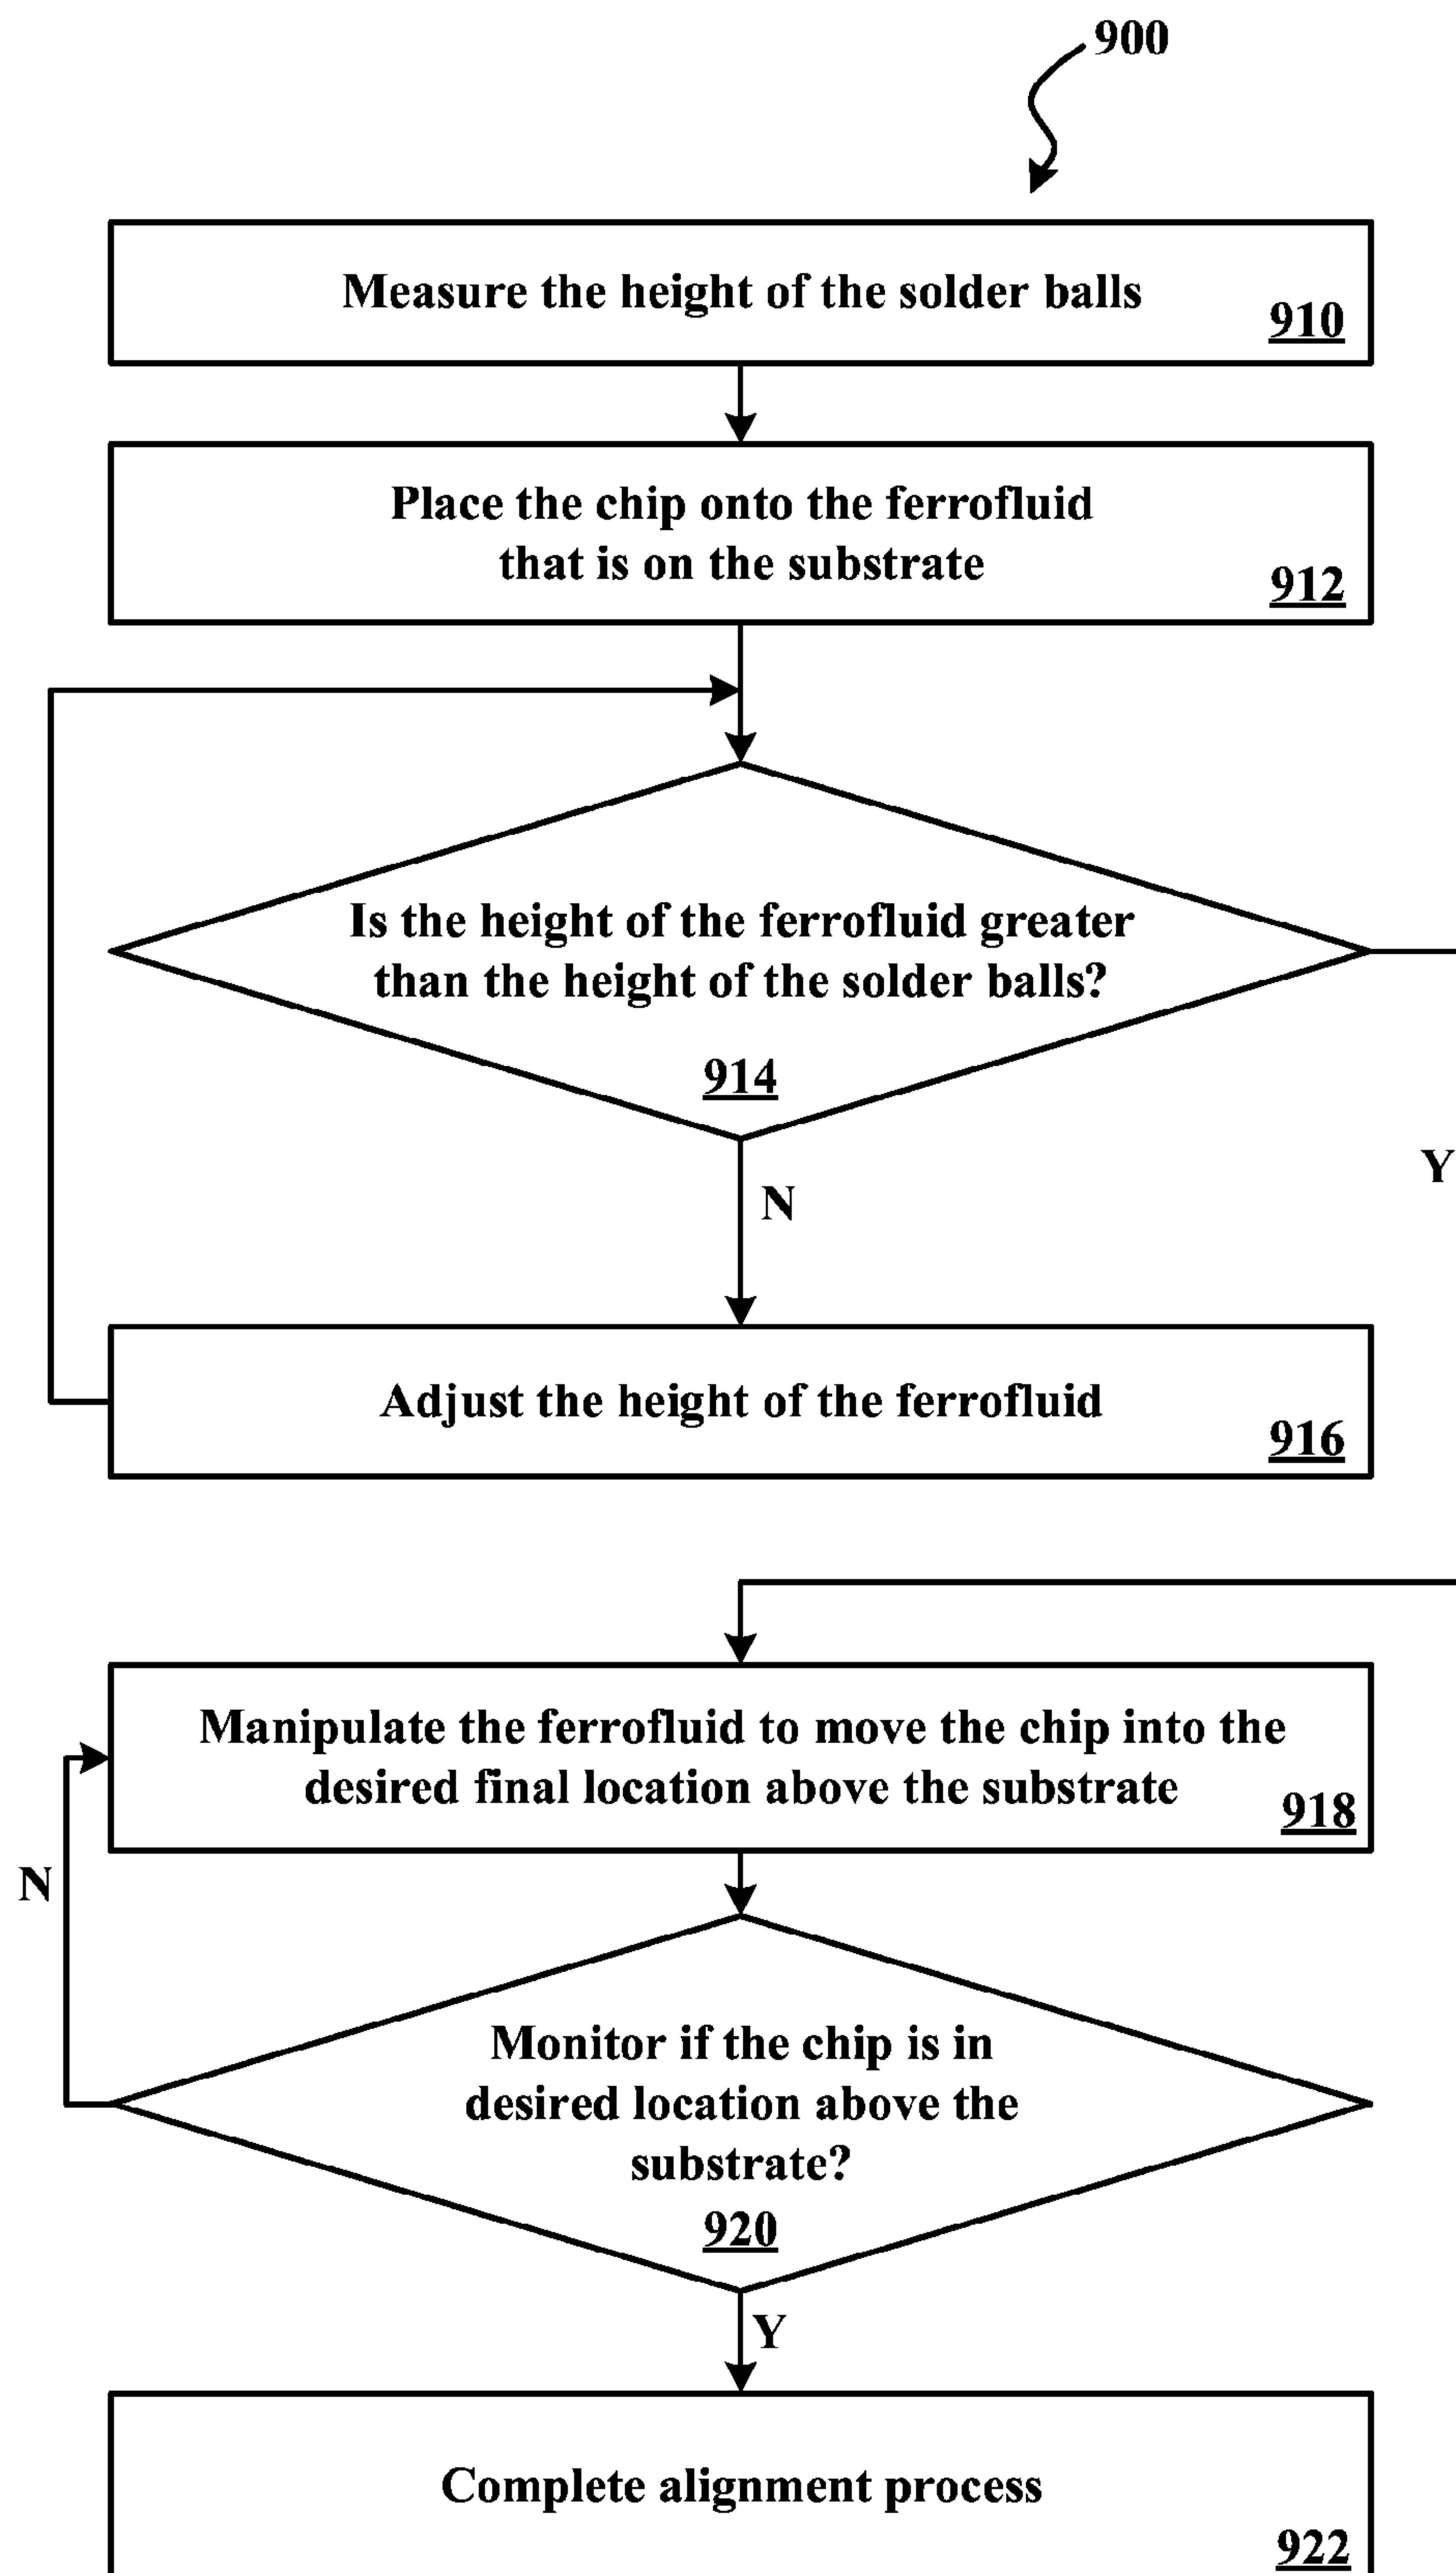 900
Measure the height of the solder balls
910
Place the chip onto the ferrofluid
that is on the substrate
912
Is the height of the ferrofluid greater
than the height of the solder balls?
914
Y
N
Adjust the height of the ferrofluid
916
Manipulate the ferrofluid to move the chip into the
desired final location above the substrate
918
N
Monitor if the chip is in
desired location above the
substrate?
920
Y
Complete alignment process
922